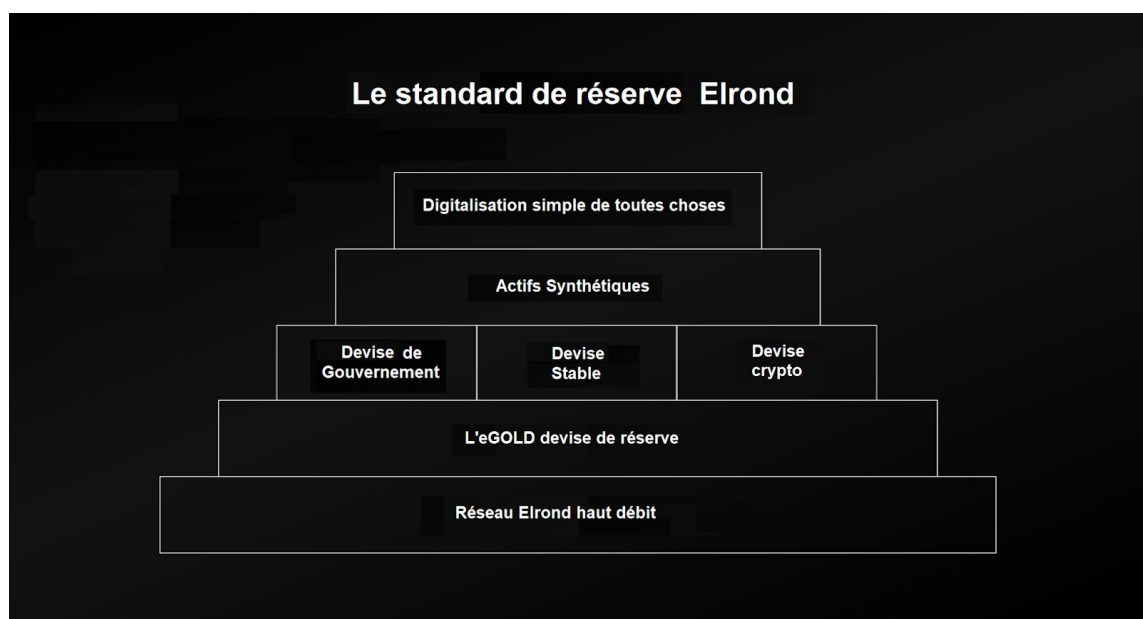 Le standard de réserve Elrond
Digitalisation simple de toutes choses
Actifs Synthétiques
Devise de
Gouvernement
Devise
Stable
Devise
crypto
L'eGOLD devise de réserve
Réseau Elrond haut débit